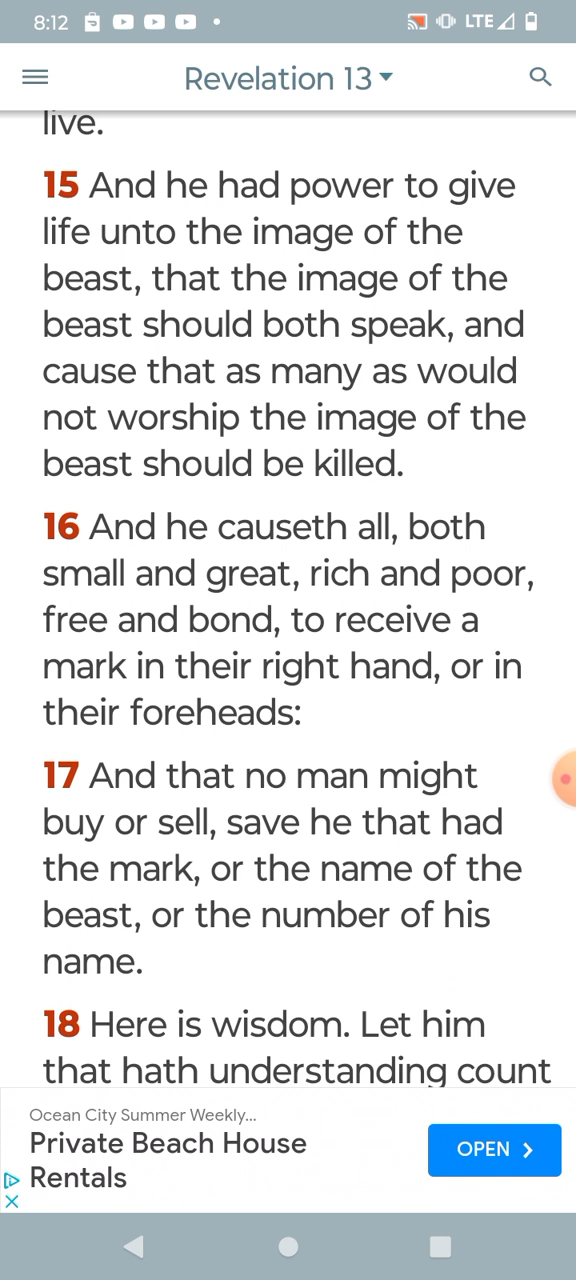 8:12
LTE
Revelation 13
live.
15 And he had power to give
life unto the image of the
beast, that the image of the
beast should both speak, and
cause that as many as would
not worship the image of the
beast should be killed.
16 And he causeth all, both
small and great, rich and poor,
free and bond, to receive a
mark in their right hand, or in
their foreheads:
17 And that no man might
buy or sell, save he that had
the mark, or the name of the
beast, or the number of his
name.
18 Here is wisdom. Let him
that hath understanding count
Ocean City Summer Weekly...
Private Beach House
Rentals
OPEN